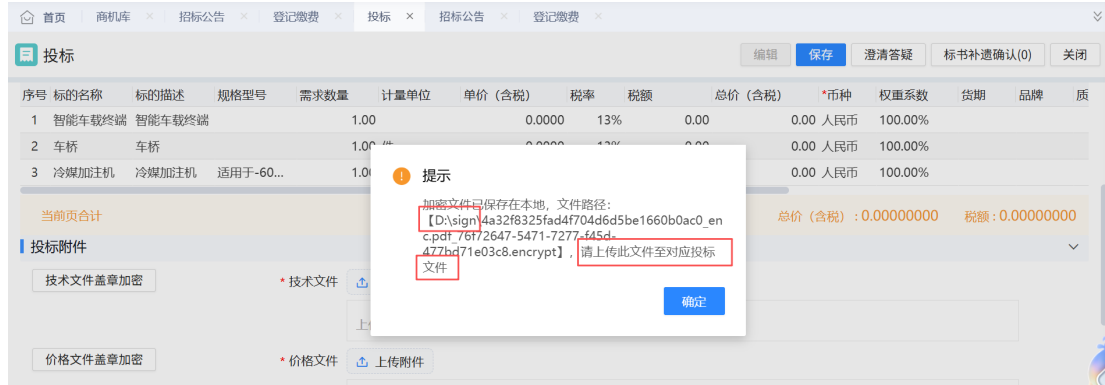 首页 商机库 × 招标公告 × 登记缴费 × 投标 × 招标公告 × 登记缴费 ×
投标 编辑 保存 澄清答疑 标书补遗确认(0) 关闭
序号 标的名称 标的描述 规格型号 需求数量 计量单位 单价（含税） 税率 税额 总价（含税） *币种 权重系数 货期 品牌 质
1 智能车载终端 智能车载终端 1.00 0.0000 13% 0.00 0.00 人民币 100.00%
2 车桥 车桥 1.00 件 0.0000 13% 0.00 0.00 人民币 100.00%
3 冷媒加注机 冷媒加注机 适用于-60... 1.00 0.00 人民币 100.00%
提示
加密文件已保存在本地，文件路径：
【D:\sign\4a32f8325fad4f704d6d5be1660b0ac0_en
c.pdf_76f72647-5471-7277-f45d-
477bd71e03c8.encrypt】，请上传此文件至对应投标
文件
确定
当前页合计 总价（含税）: 0.00000000 税额 : 0.00000000
投标附件
技术文件盖章加密 * 技术文件
价格文件盖章加密 * 价格文件 上传附件